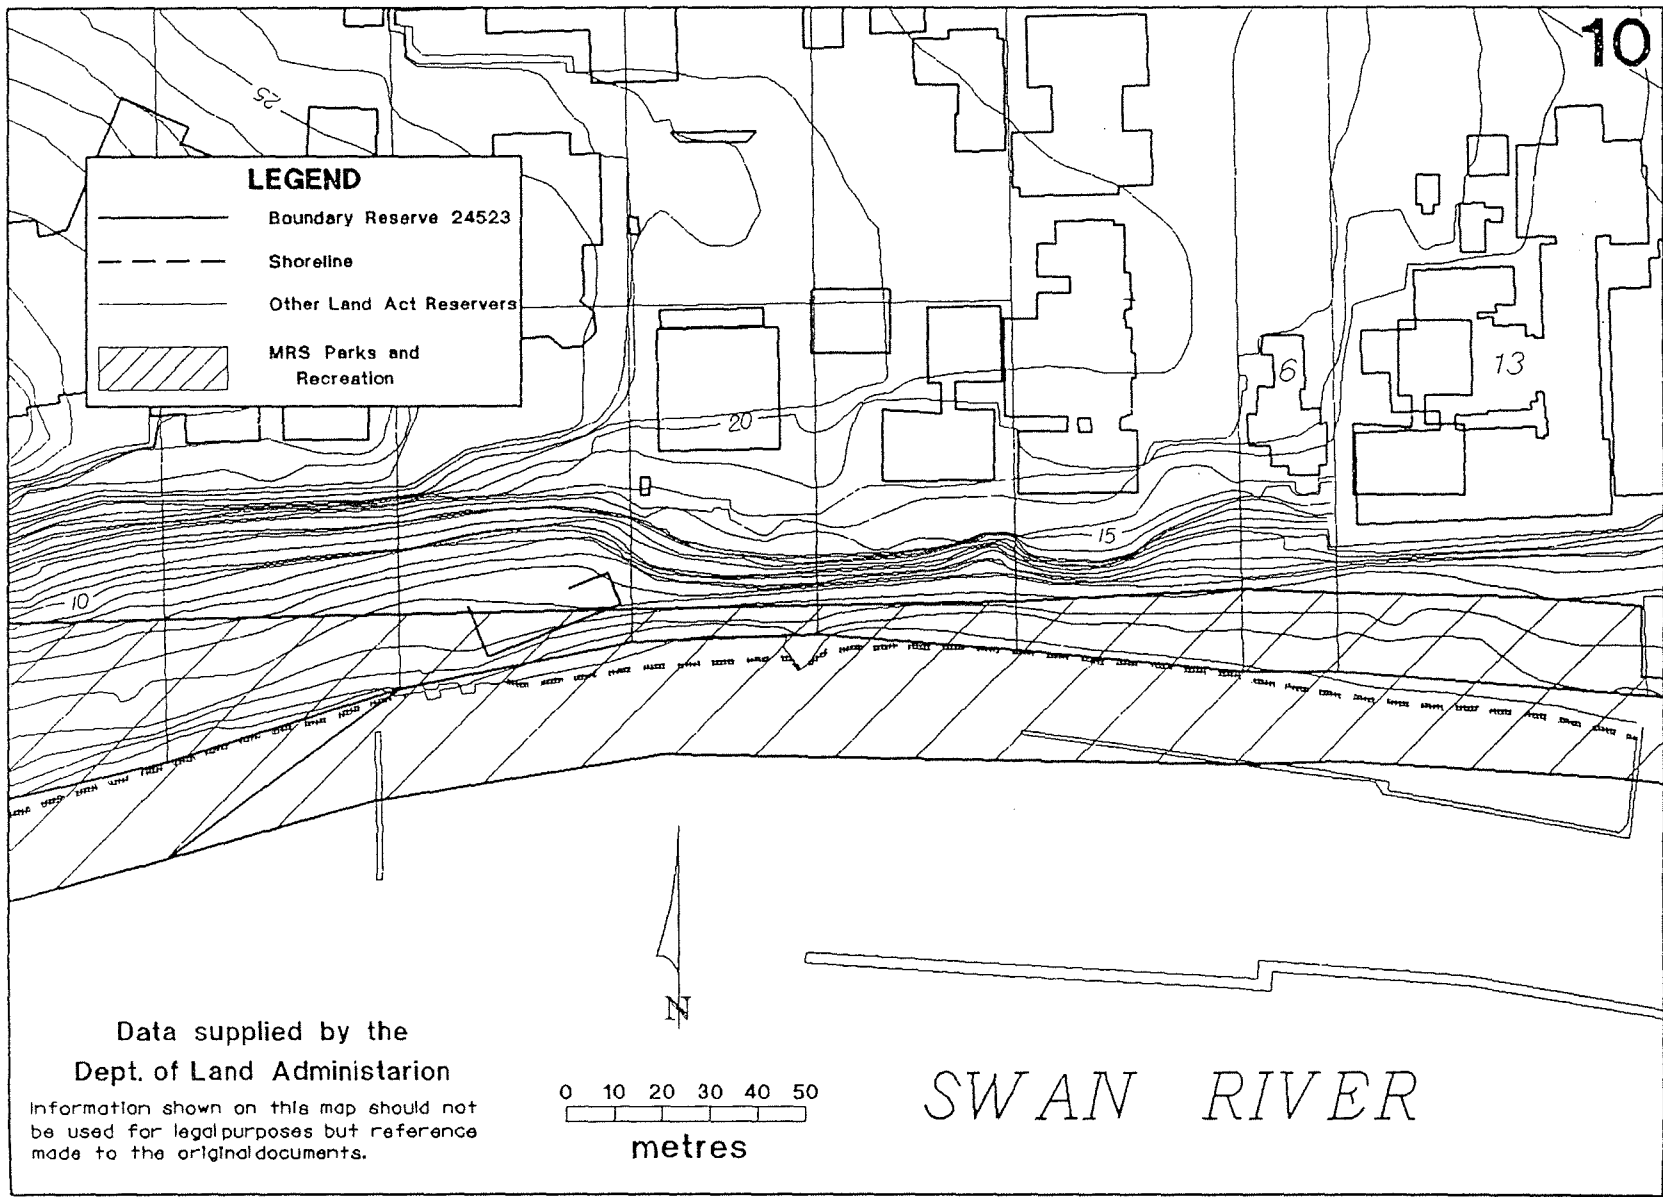 10
25
LEGEND
Boundary Reserve 24523
Shoreline
Other Land Act Reservers
MRS Parks and
Recreation
6
13
20
15
10
N
Data supplied by the
Dept. of Land Administarion
Information shown on this map should not
be used for legal purposes but reference
made to the original documents.
0 10 20 30 40 50
metres
SWAN RIVER